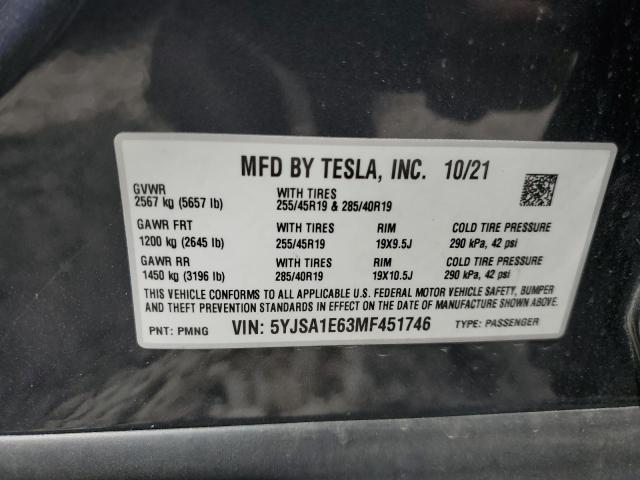 MFD BY TESLA, INC. 10/21
GVWR
2567 kg (5657 lb)
WITH TIRES
255/45R19 & 285/40R19
GAWR FRT
1200 kg (2645 lb)
WITH TIRES
255/45R19
RIM
19X9.5J
COLD TIRE PRESSURE
290 kPa, 42 psi
GAWR RR
1450 kg (3196 lb)
WITH TIRES
285/40R19
RIM
19X10.5J
COLD TIRE PRESSURE
290 kPa, 42 psi
THIS VEHICLE CONFORMS TO ALL APPLICABLE U.S. FEDERAL MOTOR VEHICLE SAFETY, BUMPER
AND THEFT PREVENTION STANDARDS IN EFFECT ON THE DATE OF MANUFACTURE SHOWN ABOVE.
PNT: PMNG VIN: 5YJSA1E63MF451746 TYPE: PASSENGER